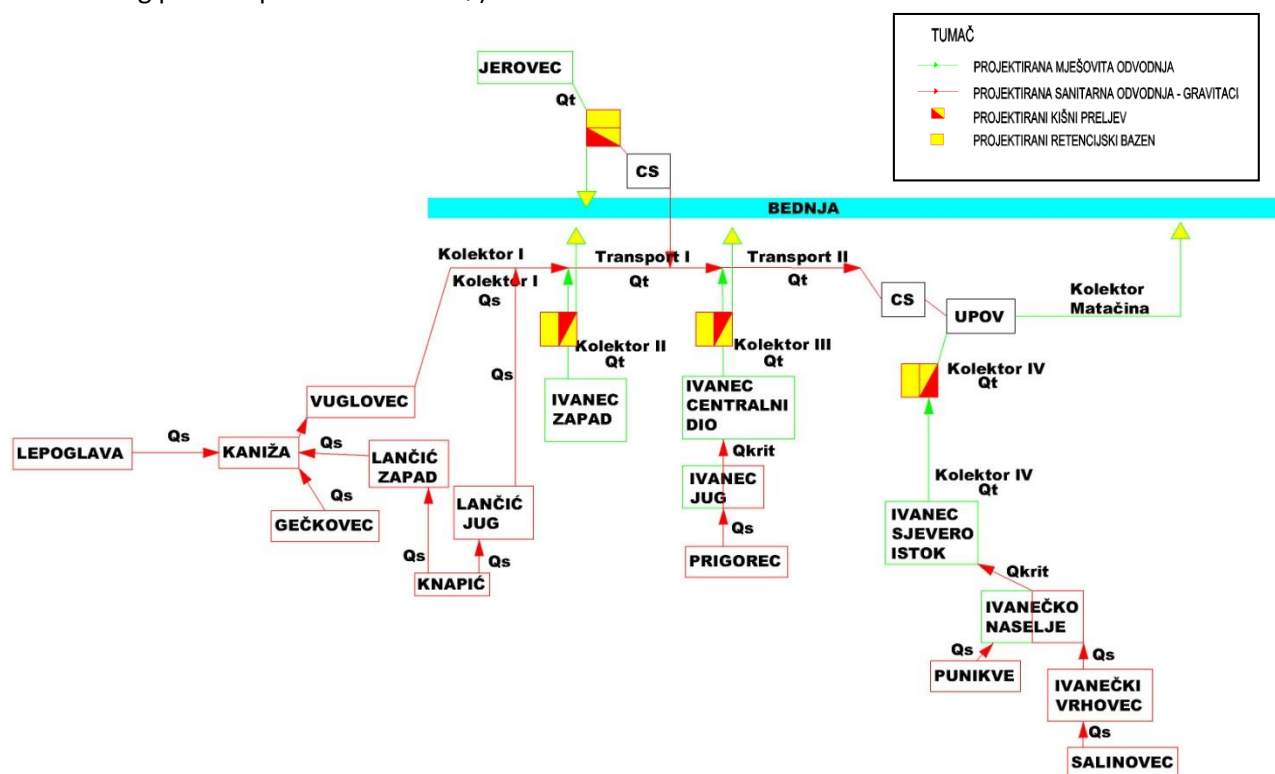 TUMAČ
PROJEKTIRANA MJEŠOVITA ODVODNJA
PROJEKTIRANA SANITARNA ODVODNJA - GRAVITACI
PROJEKTIRANI KIŠNI PRELJEV
PROJEKTIRANI RETENCIJSKI BAZEN
JEROVEC
Qt
CS
BEDNJA
Kolektor I
Kolektor I
Qs
Transport I
Qt
Transport II
Qt
Kolektor
Matačina
CS
UPOV
Kolektor II
Qt
Kolektor III
Qt
Kolektor IV
Qt
Qs
VUGLOVEC
IVANEC
ZAPAD
IVANEC
CENTRALNI
DIO
LEPOGLAVA
Qs
KANIŽA
Qs
LANČIĆ
ZAPAD
Qkrit
IVANEC
JUG
Kolektor IV
Qt
Qs
GEČKOVEC
LANČIĆ
JUG
Qs
IVANEC
SJEVERO
ISTOK
Qs
Qs
KNAPIĆ
PRIGOREC
Qkrit
IVANEČKO
NASELJE
Qs
PUNIKVE
Qs
IVANEČKI
VRHOVEC
Qs
SALINOVEC